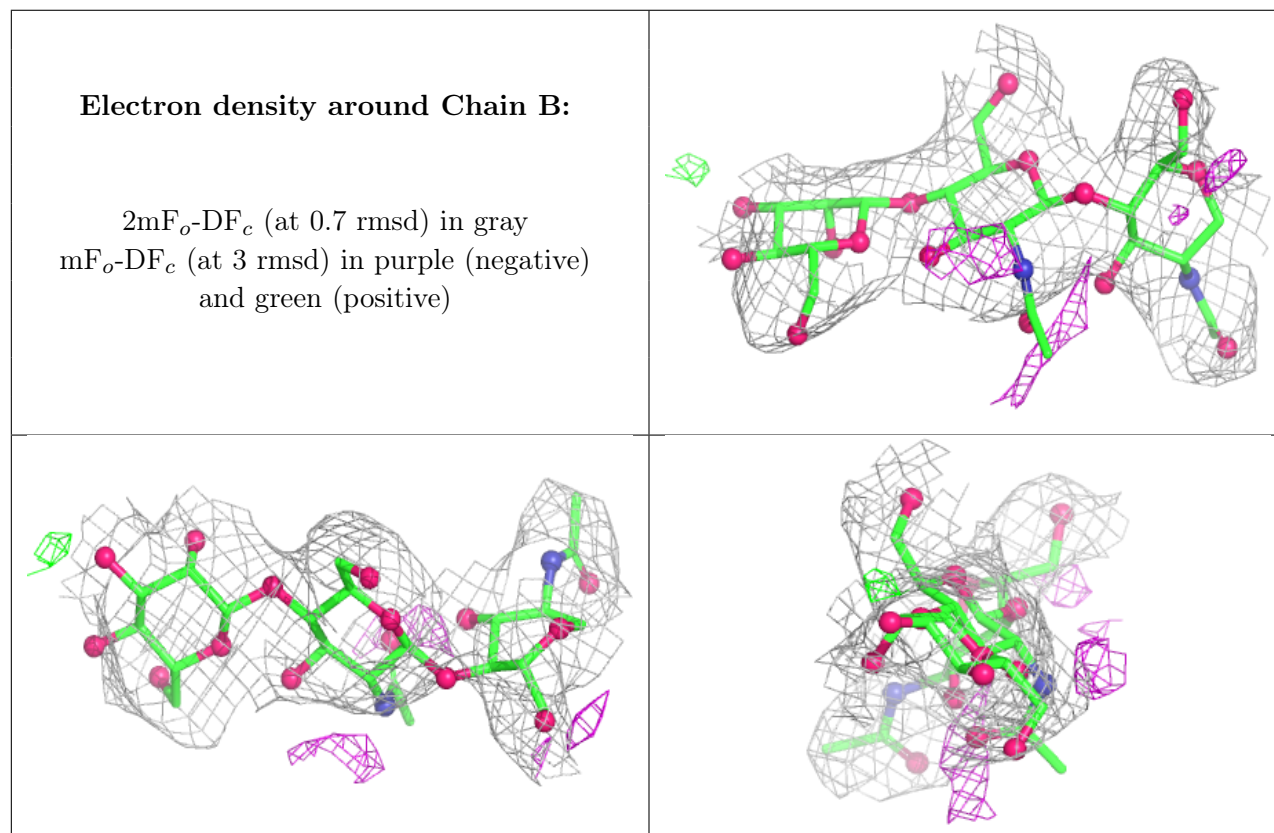 Electron density around Chain B:
2mFₒ-DF𝒸 (at 0.7 rmsd) in gray
mFₒ-DF𝒸 (at 3 rmsd) in purple (negative)
and green (positive)